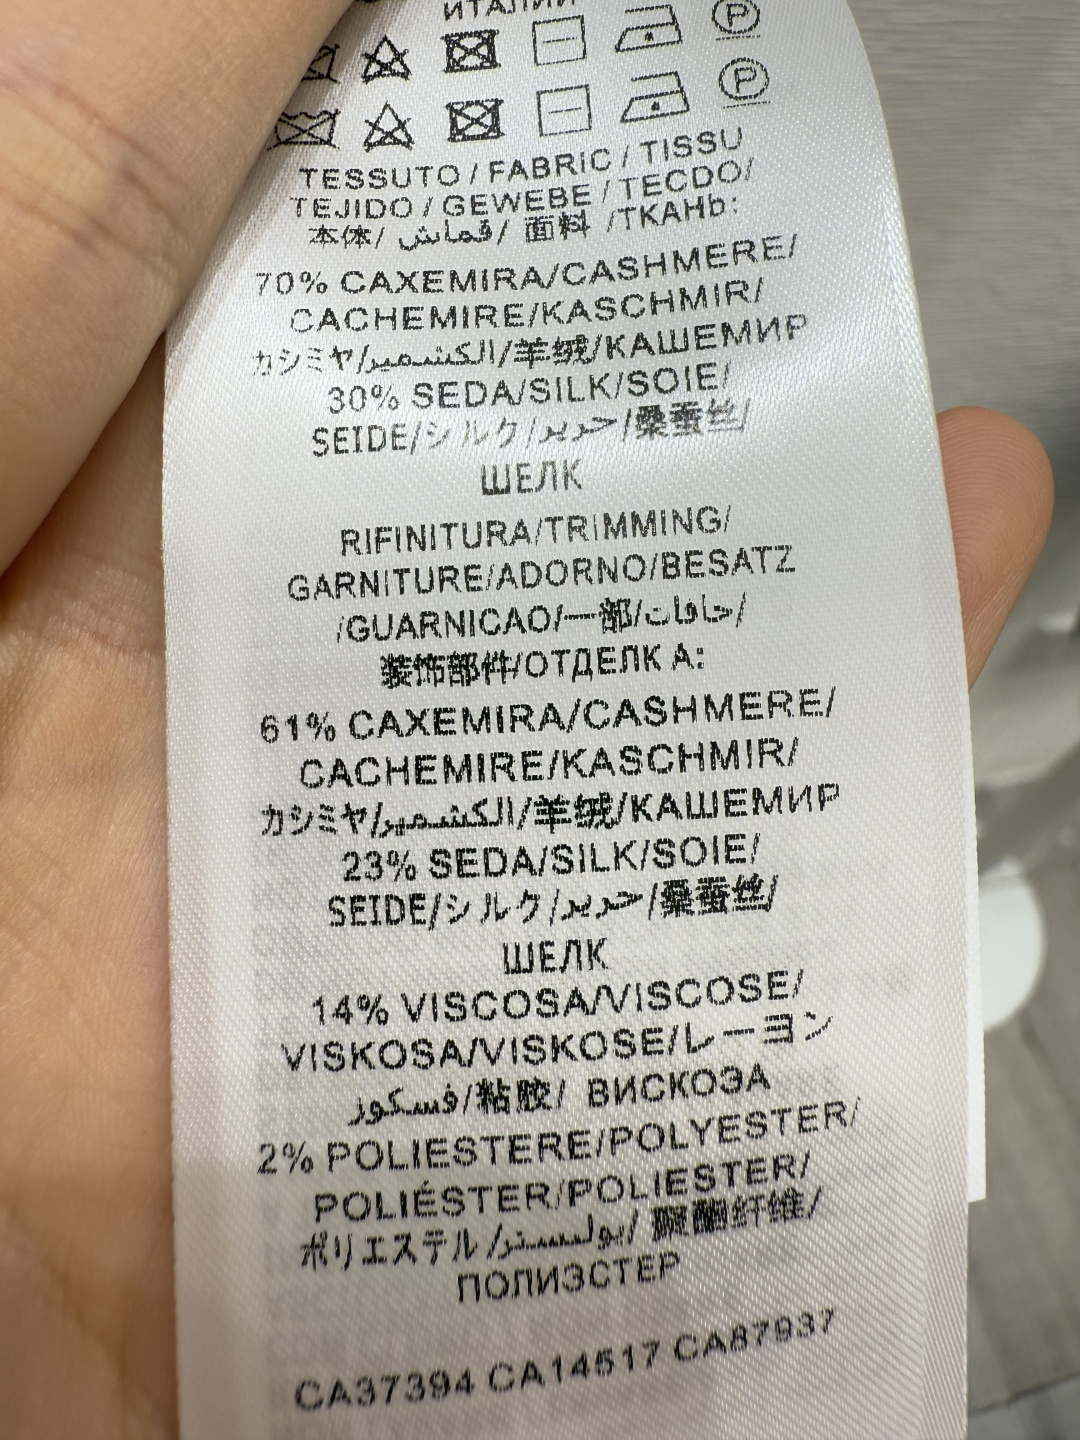 ИТАЛИИ
P
P
TESSUTO / FABRIC / TISSU
TEJIDO / GEWEBE / TECDO/
本体/ قماش/ 面料 /ТКАНЬ:
70% CAXEMIRA/CASHMERE/
CACHEMIRE/KASCHMIR/
カシミヤ/الكشمير/羊绒/КАШЕМИР
30% SEDA/SILK/SOIE/
SEIDE/シルク/حرير/桑蚕丝/
ШЕЛК
RIFINITURA/TRIMMING/
GARNITURE/ADORNO/BESATZ
/GUARNICAO/一部/حافات/
装饰部件/ОТДЕЛК А:
61% CAXEMIRA/CASHMERE/
CACHEMIRE/KASCHMIR/
カシミヤ/الكشمير/羊绒/КАШЕМИР
23% SEDA/SILK/SOIE/
SEIDE/シルク/حرير/桑蚕丝/
ШЕЛК
14% VISCOSA/VISCOSE/
VISKOSA/VISKOSE/レーヨン
فسكوز/粘胶/ ВИСКОЭА
2% POLIESTERE/POLYESTER/
POLIÉSTER/POLIESTER/
ポリエステル/بولستر/聚酯纤维/
ПОЛИЭСТЕР
CA37394 CA14517 CA87937